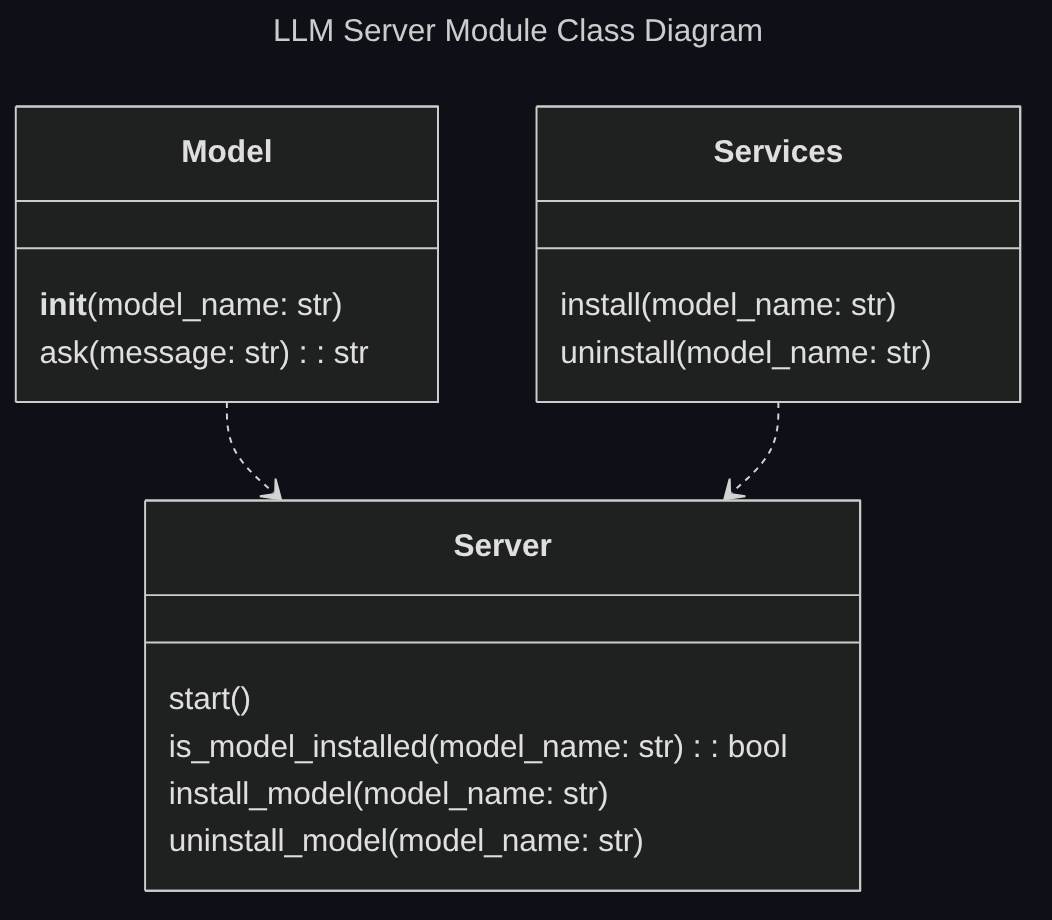 LLM Server Module Class Diagram
Model
init(model_name: str)
ask(message: str) : : str
Services
install(model_name: str)
uninstall(model_name: str)
Server
start()
is_model_installed(model_name: str) : : bool
install_model(model_name: str)
uninstall_model(model_name: str)